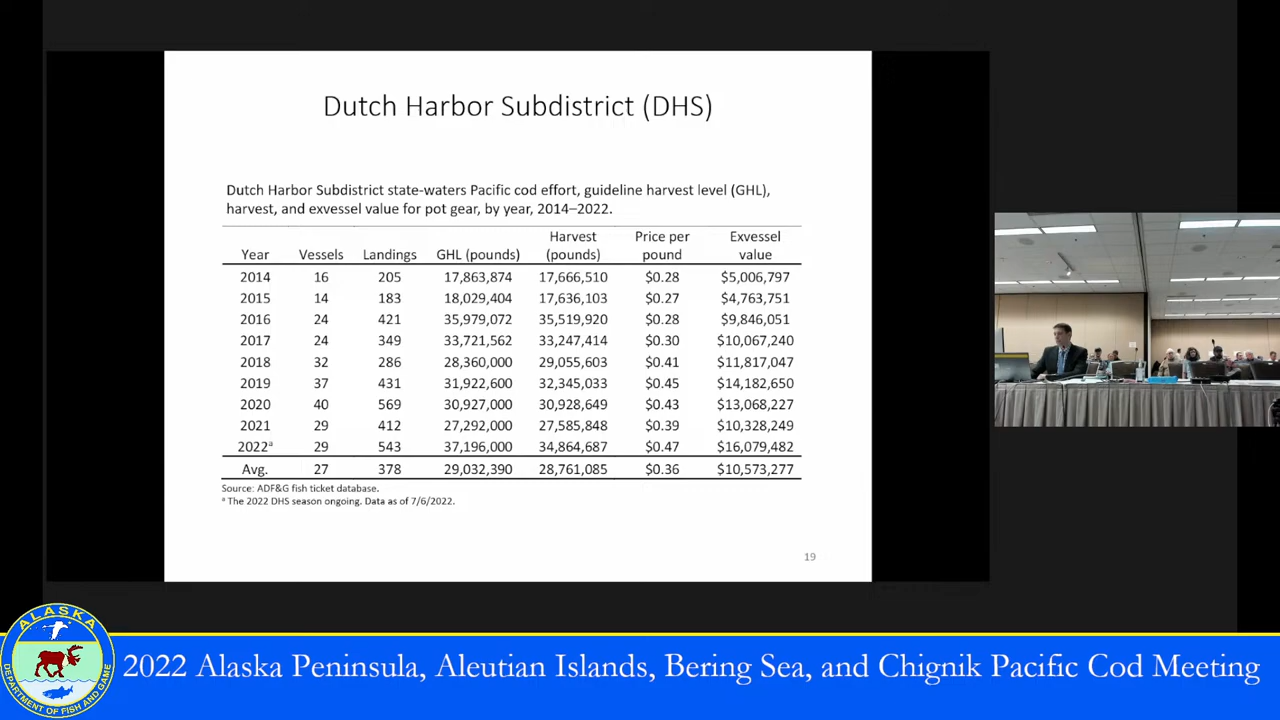 Dutch Harbor Subdistrict (DHS)
Dutch Harbor Subdistrict state-waters Pacific cod effort, guideline harvest level (GHL),
harvest, and exvessel value for pot gear, by year, 2014–2022.
Year Vessels Landings GHL (pounds) Harvest (pounds) Price per pound Exvessel value
2014 16 205 17,863,874 17,666,510 $0.28 $5,006,797
2015 14 183 18,029,404 17,636,103 $0.27 $4,763,751
2016 24 421 35,979,072 35,519,920 $0.28 $9,846,051
2017 24 349 33,721,562 33,247,414 $0.30 $10,067,240
2018 32 286 28,360,000 29,055,603 $0.41 $11,817,047
2019 37 431 31,922,600 32,345,033 $0.45 $14,182,650
2020 40 569 30,927,000 30,928,649 $0.43 $13,068,227
2021 29 412 27,292,000 27,585,848 $0.39 $10,328,249
2022ᵃ 29 543 37,196,000 34,864,687 $0.47 $16,079,482
Avg. 27 378 29,032,390 28,761,085 $0.36 $10,573,277
Source: ADF&G fish ticket database.
ᵃ The 2022 DHS season ongoing. Data as of 7/6/2022.
19
ALASKA
DEPARTMENT OF FISH AND GAME
2022 Alaska Peninsula, Aleutian Islands, Bering Sea, and Chignik Pacific Cod Meeting